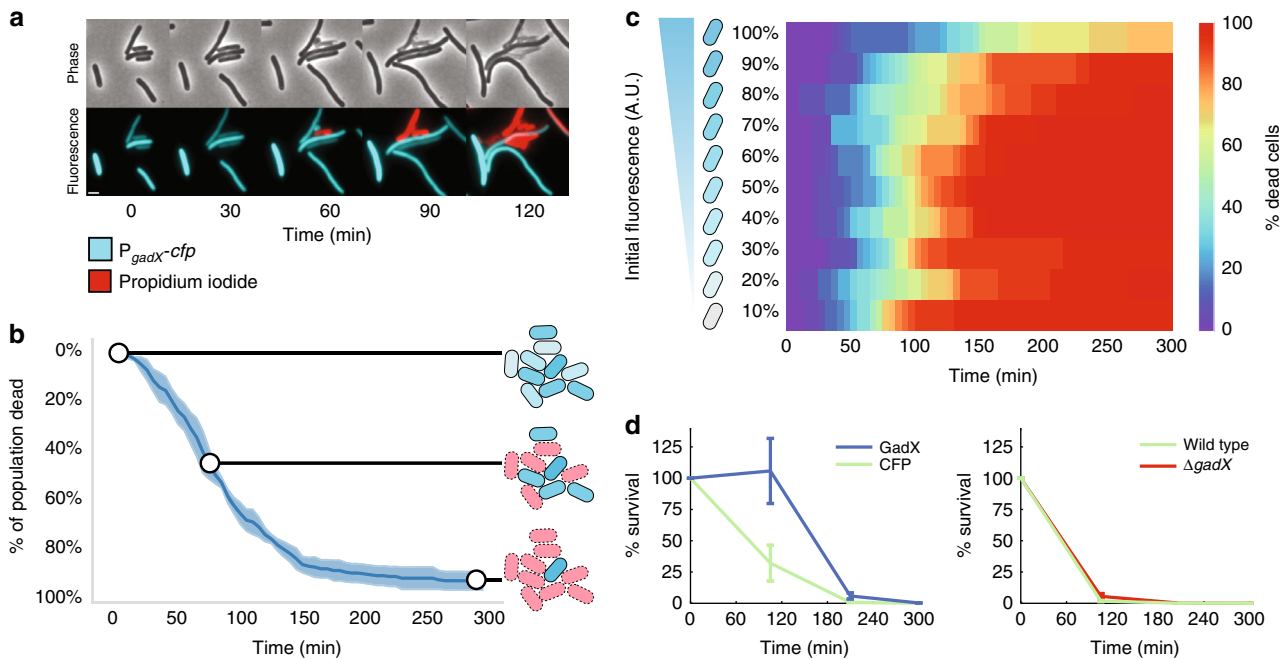 a
Phase
Fluorescence
0 30 60 90 120
Time (min)
PgadX-cfp
Propidium iodide
b
% of population dead
0%
20%
40%
60%
80%
100%
0 50 100 150 200 250 300
Time (min)
c
Initial fluorescence (A.U.)
100%
90%
80%
70%
60%
50%
40%
30%
20%
10%
0 50 100 150 200 250 300
Time (min)
100
80
60
40
20
0
% dead cells
d
% survival
125
100
75
50
25
0
0 60 120 180 240 300
Time (min)
GadX
CFP
% survival
125
100
75
50
25
0
0 60 120 180 240 300
Time (min)
Wild type
ΔgadX